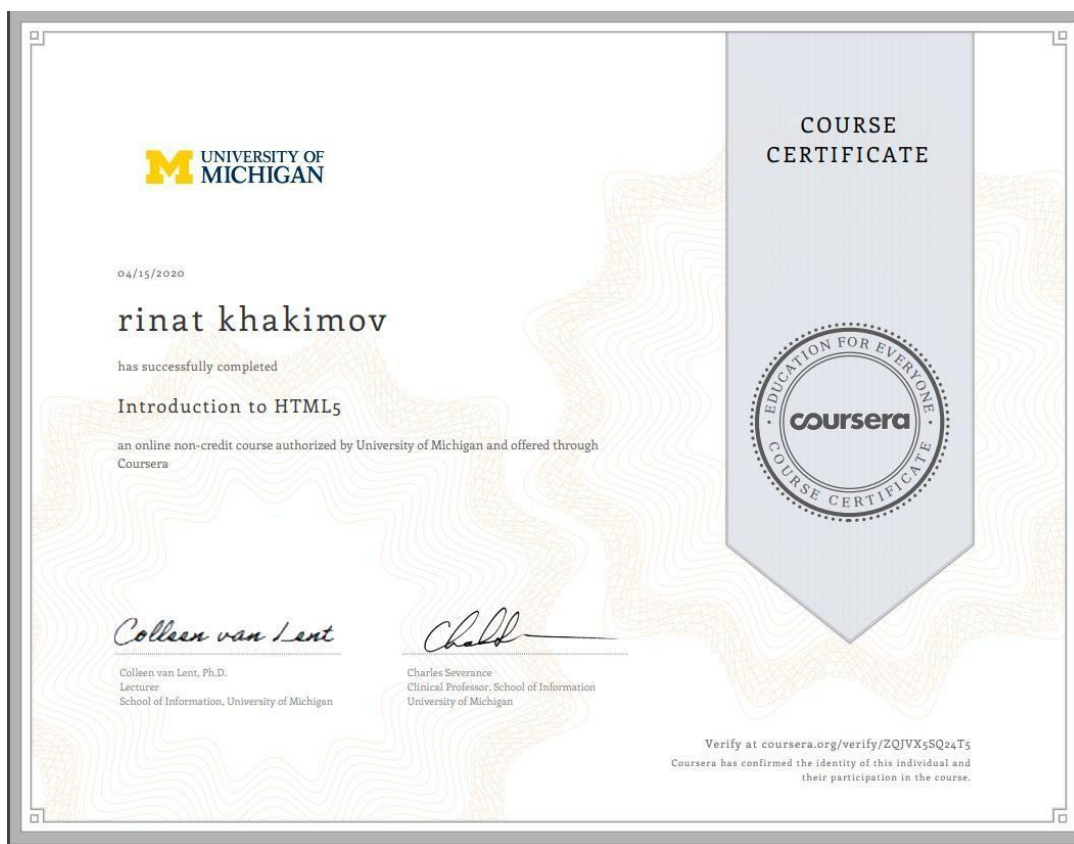 UNIVERSITY OF
MICHIGAN
COURSE
CERTIFICATE
04/15/2020
rinat khakimov
has successfully completed
Introduction to HTML5
an online non-credit course authorized by University of Michigan and offered through
Coursera
EDUCATION FOR EVERYONE
coursera
COURSE CERTIFICATE
Colleen van Lent
Colleen van Lent, Ph.D.
Lecturer
School of Information, University of Michigan
Charles Severance
Clinical Professor, School of Information
University of Michigan
Verify at coursera.org/verify/ZQJVX5SQ24T5
Coursera has confirmed the identity of this individual and
their participation in the course.